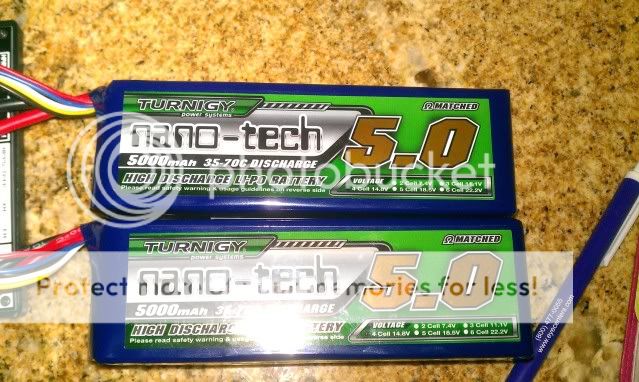 TURNIGY
power systems
Ω MATCHED
nano-tech
5.0
5000mAh 35-70C DISCHARGE
HIGH DISCHARGE LI-PO BATTERY
Please read safety warning & usage guidelines on reverse side
VOLTAGE • 2 Cell 7.4V • 3 Cell 11.1V
4 Cell 14.8V • 5 Cell 18.5V • 6 Cell 22.2V
photobucket
TURNIGY
power systems
Ω MATCHED
nano-tech
5.0
Protect more of your memories for less!
5000mAh DISCHARGE
HIGH DISCHARGE BATTERY
Please read safety warning & usage guidelines on reverse side
VOLTAGE • 2 Cell 7.4V • 3 Cell 11.1V
4 Cell 14.8V • 5 Cell 18.5V • 6 Cell 22.2V